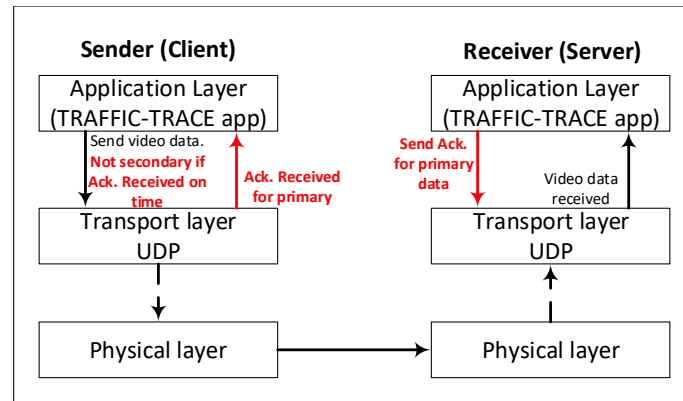 Sender (Client)
Application Layer
(TRAFFIC-TRACE app)
Send video data.
Not secondary if
Ack. Received on
time
Ack. Received
for primary
Transport layer
UDP
Physical layer
Receiver (Server)
Application Layer
(TRAFFIC-TRACE app)
Send Ack.
for primary
data
Video data
received
Transport layer
UDP
Physical layer